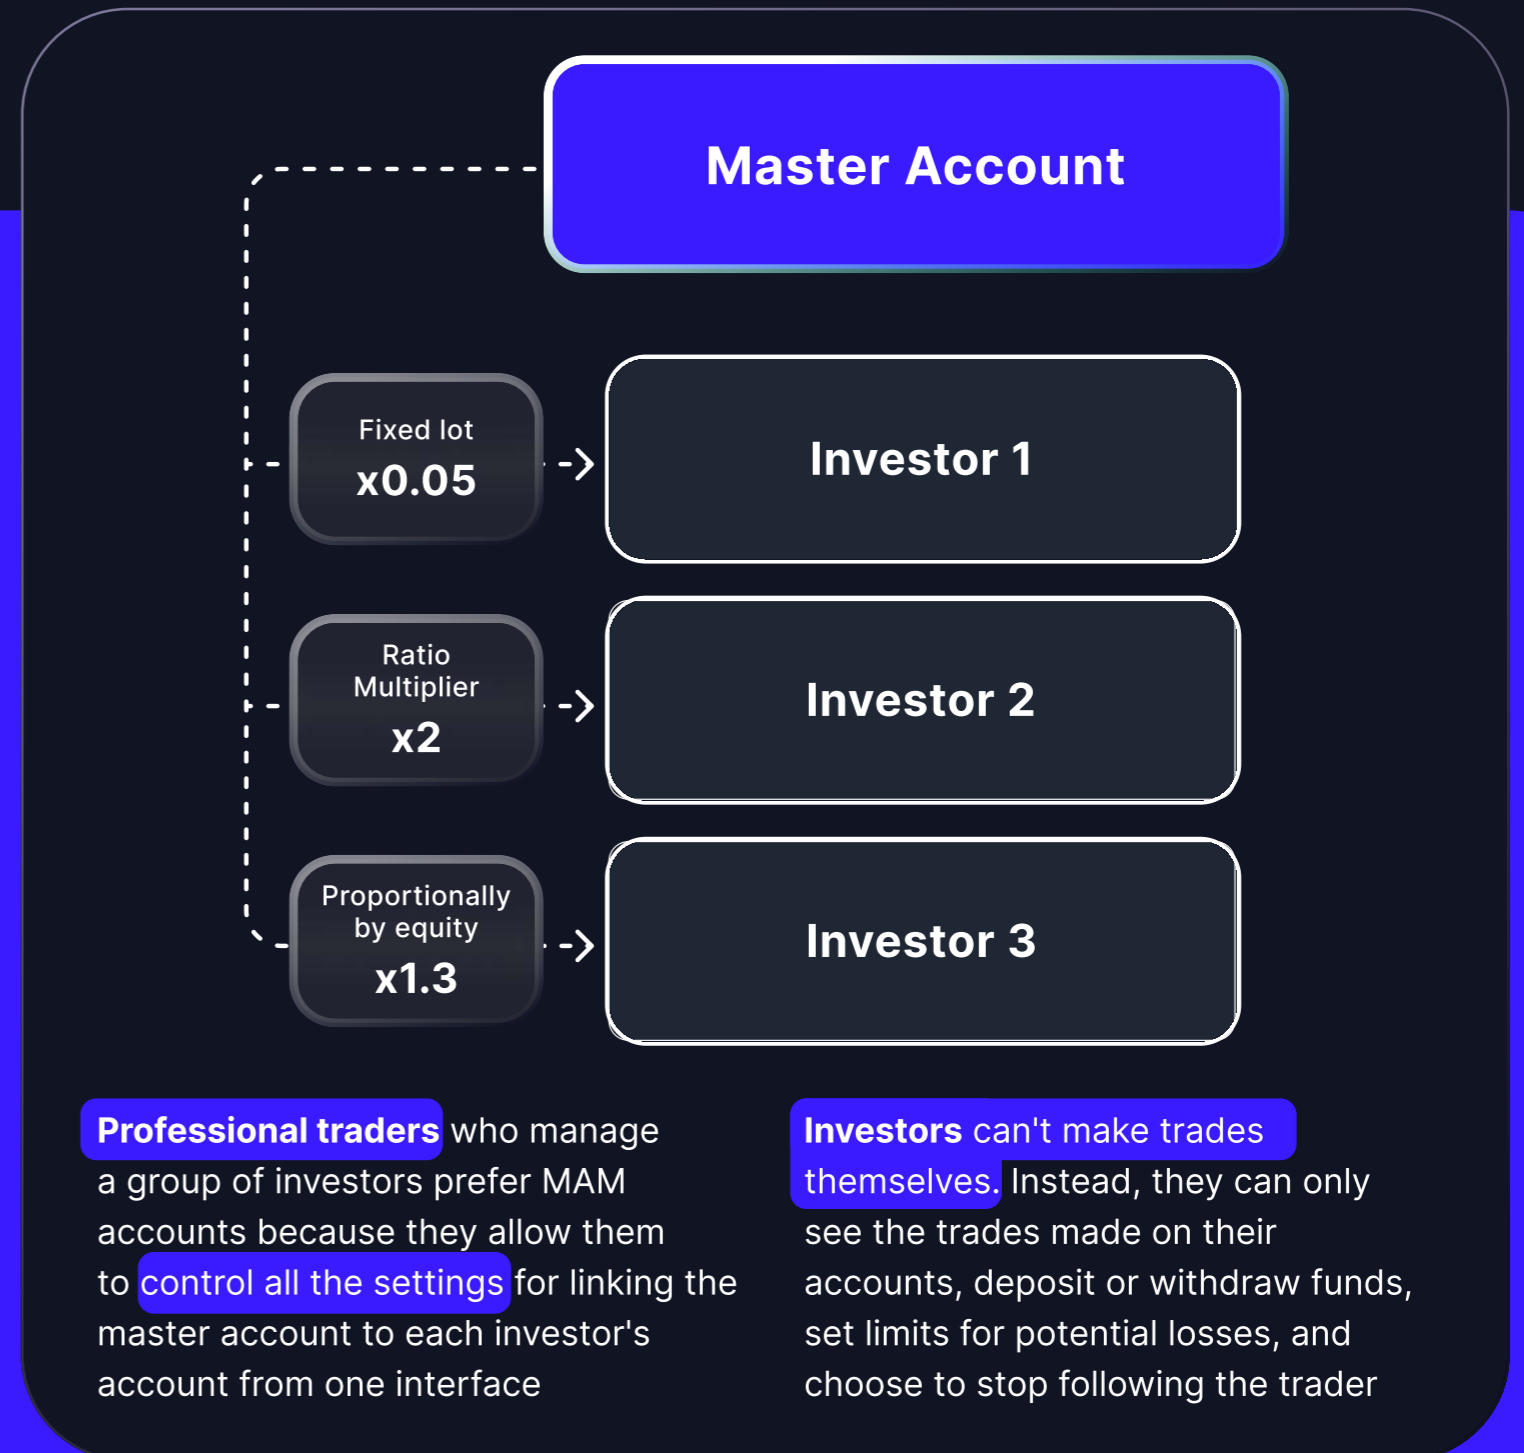 Master Account
Fixed lot
x0.05
Investor 1
Ratio
Multiplier
x2
Investor 2
Proportionally
by equity
x1.3
Investor 3
Professional traders who manage
a group of investors prefer MAM
accounts because they allow them
to control all the settings for linking the
master account to each investor's
account from one interface
Investors can't make trades
themselves. Instead, they can only
see the trades made on their
accounts, deposit or withdraw funds,
set limits for potential losses, and
choose to stop following the trader